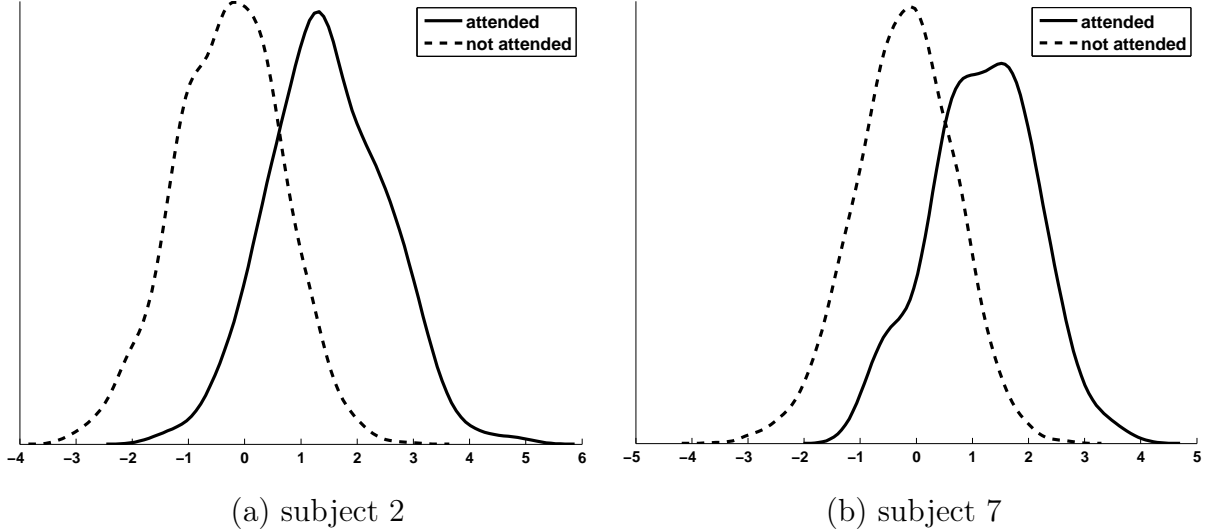 attended
not attended
−4 −3 −2 −1 0 1 2 3 4 5 6
(a) subject 2
attended
not attended
−5 −4 −3 −2 −1 0 1 2 3 4 5
(b) subject 7